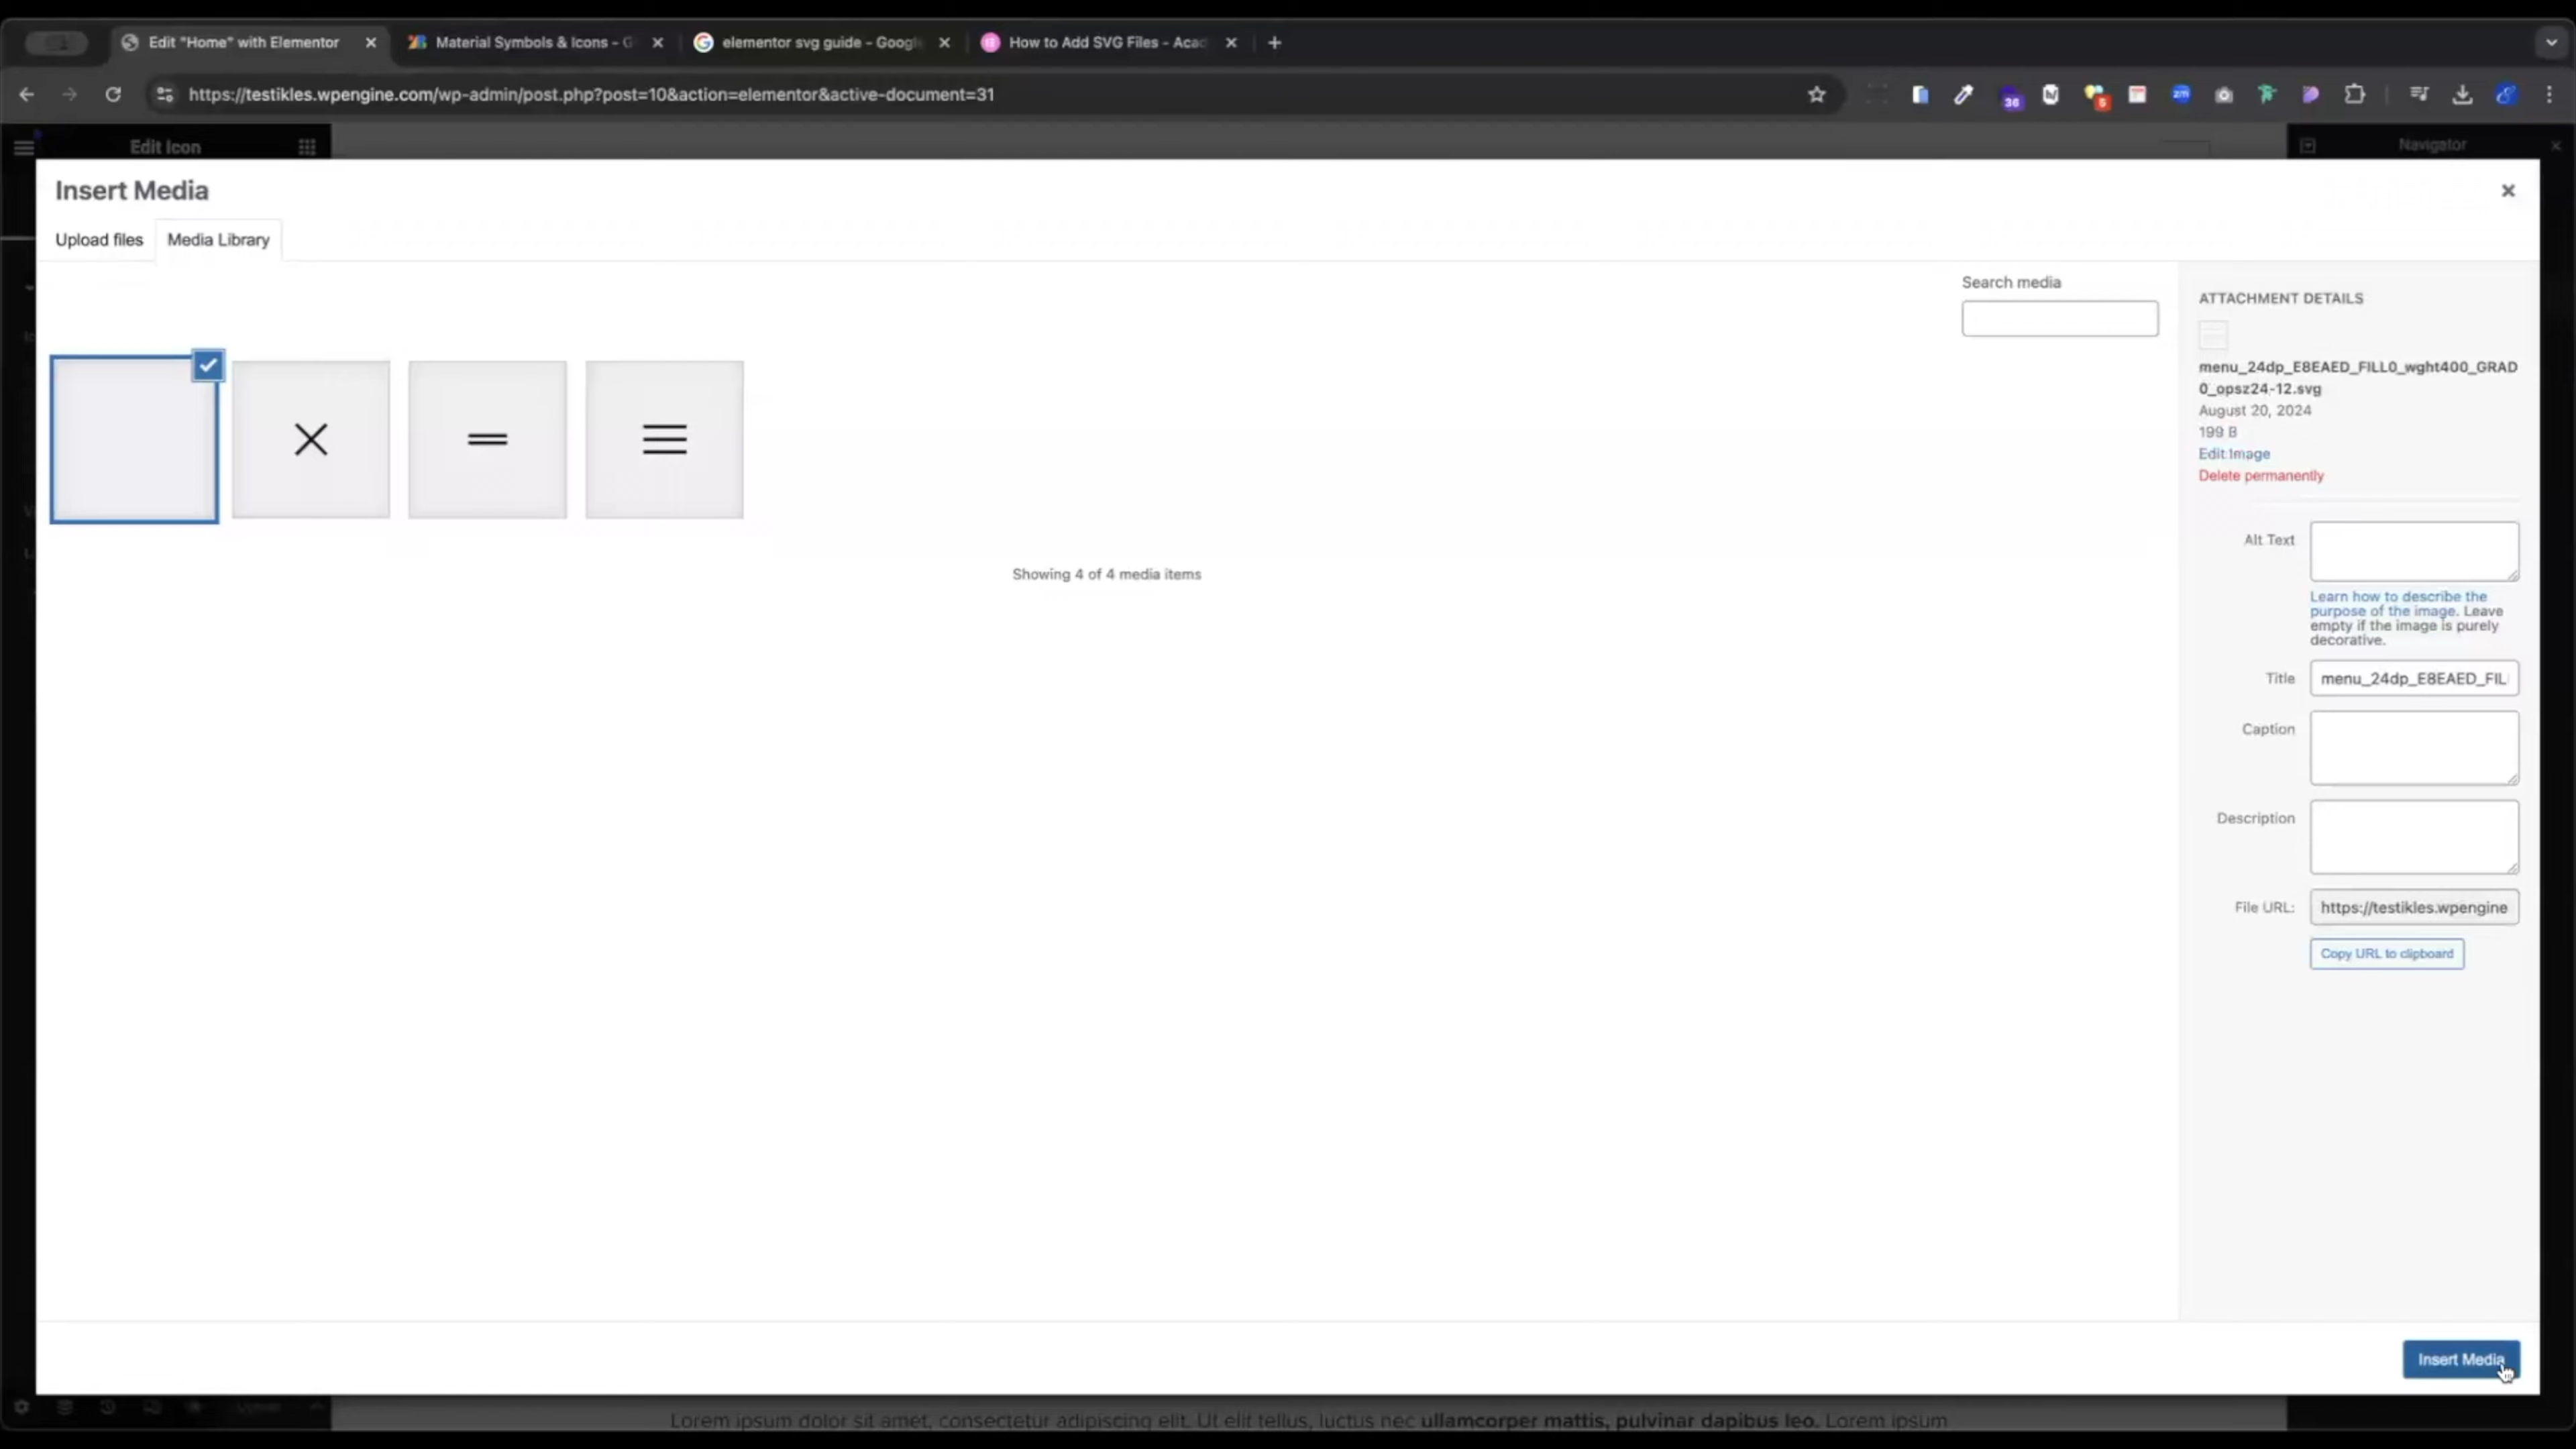 Edit "Home" with Elementor
Material Symbols & Icons - G
elementor svg guide - Googl
How to Add SVG Files - Acad
https://testikles.wpengine.com/wp-admin/post.php?post=10&action=elementor&active-document=31
36
5
zm
Edit Icon
Navigator
Insert Media
Upload files
Media Library
Search media
Showing 4 of 4 media items
ATTACHMENT DETAILS
menu_24dp_E8EAED_FILL0_wght400_GRAD
0_opsz24-12.svg
August 20, 2024
199 B
Edit Image
Delete permanently
Alt Text
Learn how to describe the
purpose of the image. Leave
empty if the image is purely
decorative.
Title
menu_24dp_E8EAED_FIL
Caption
Description
File URL:
https://testikles.wpengine
Copy URL to clipboard
Insert Media
Lorem ipsum dolor sit amet, consectetur adipiscing elit. Ut elit tellus, luctus nec ullamcorper mattis, pulvinar dapibus leo. Lorem ipsum